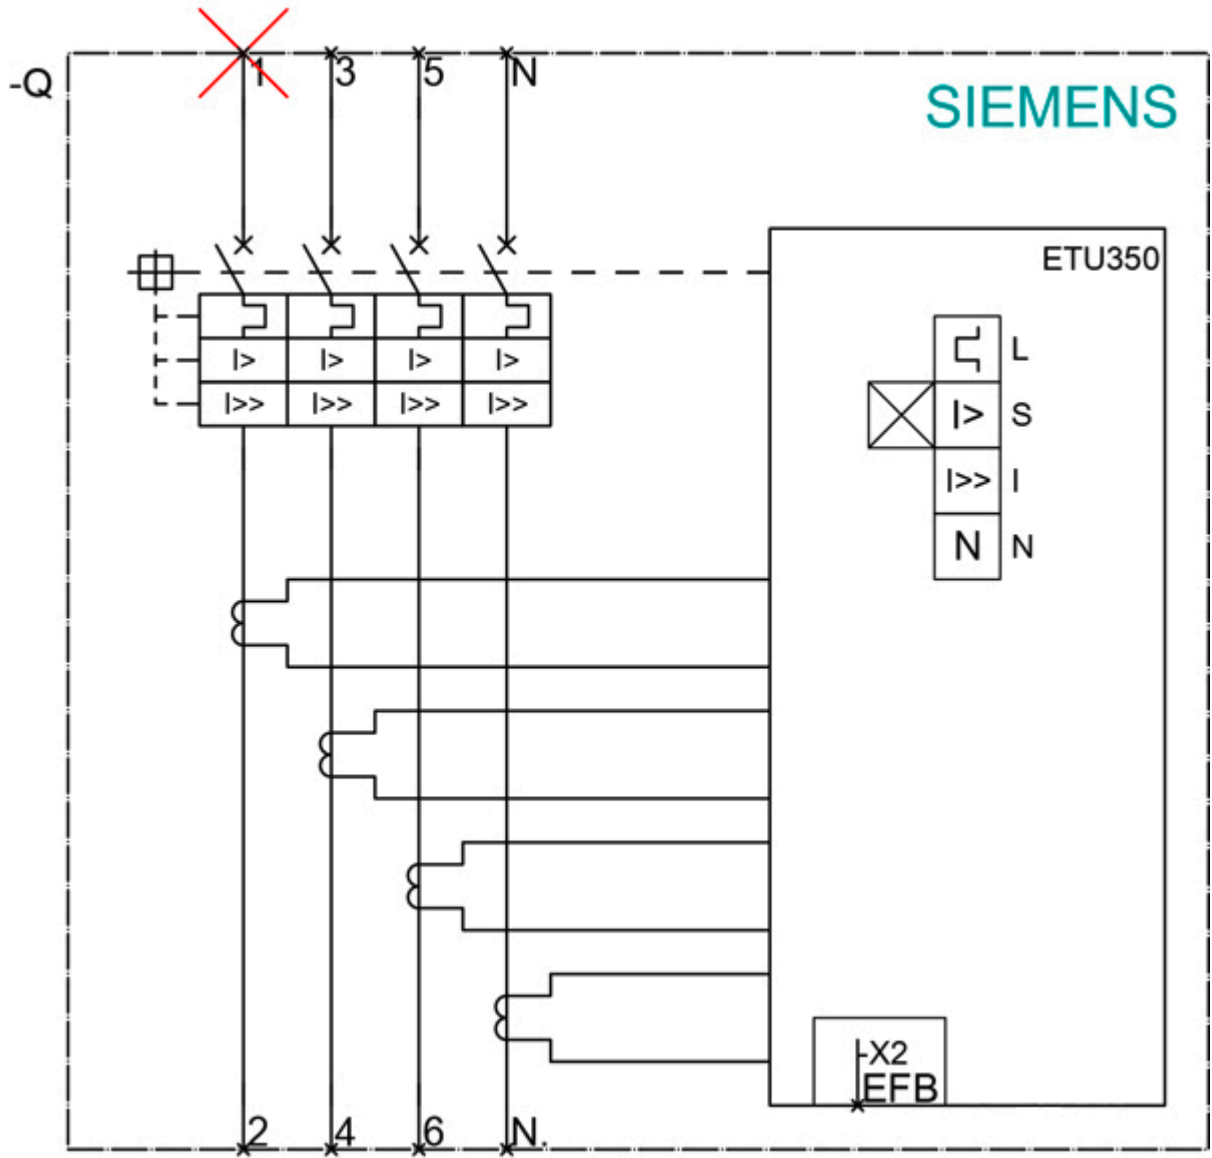 1 3 5 N
-Q
SIEMENS
ETU350
L
I> I> I> I>
I>> I>> I>> I>>
I> S
I>> I
N N
-X2
EFB
2 4 6 N.